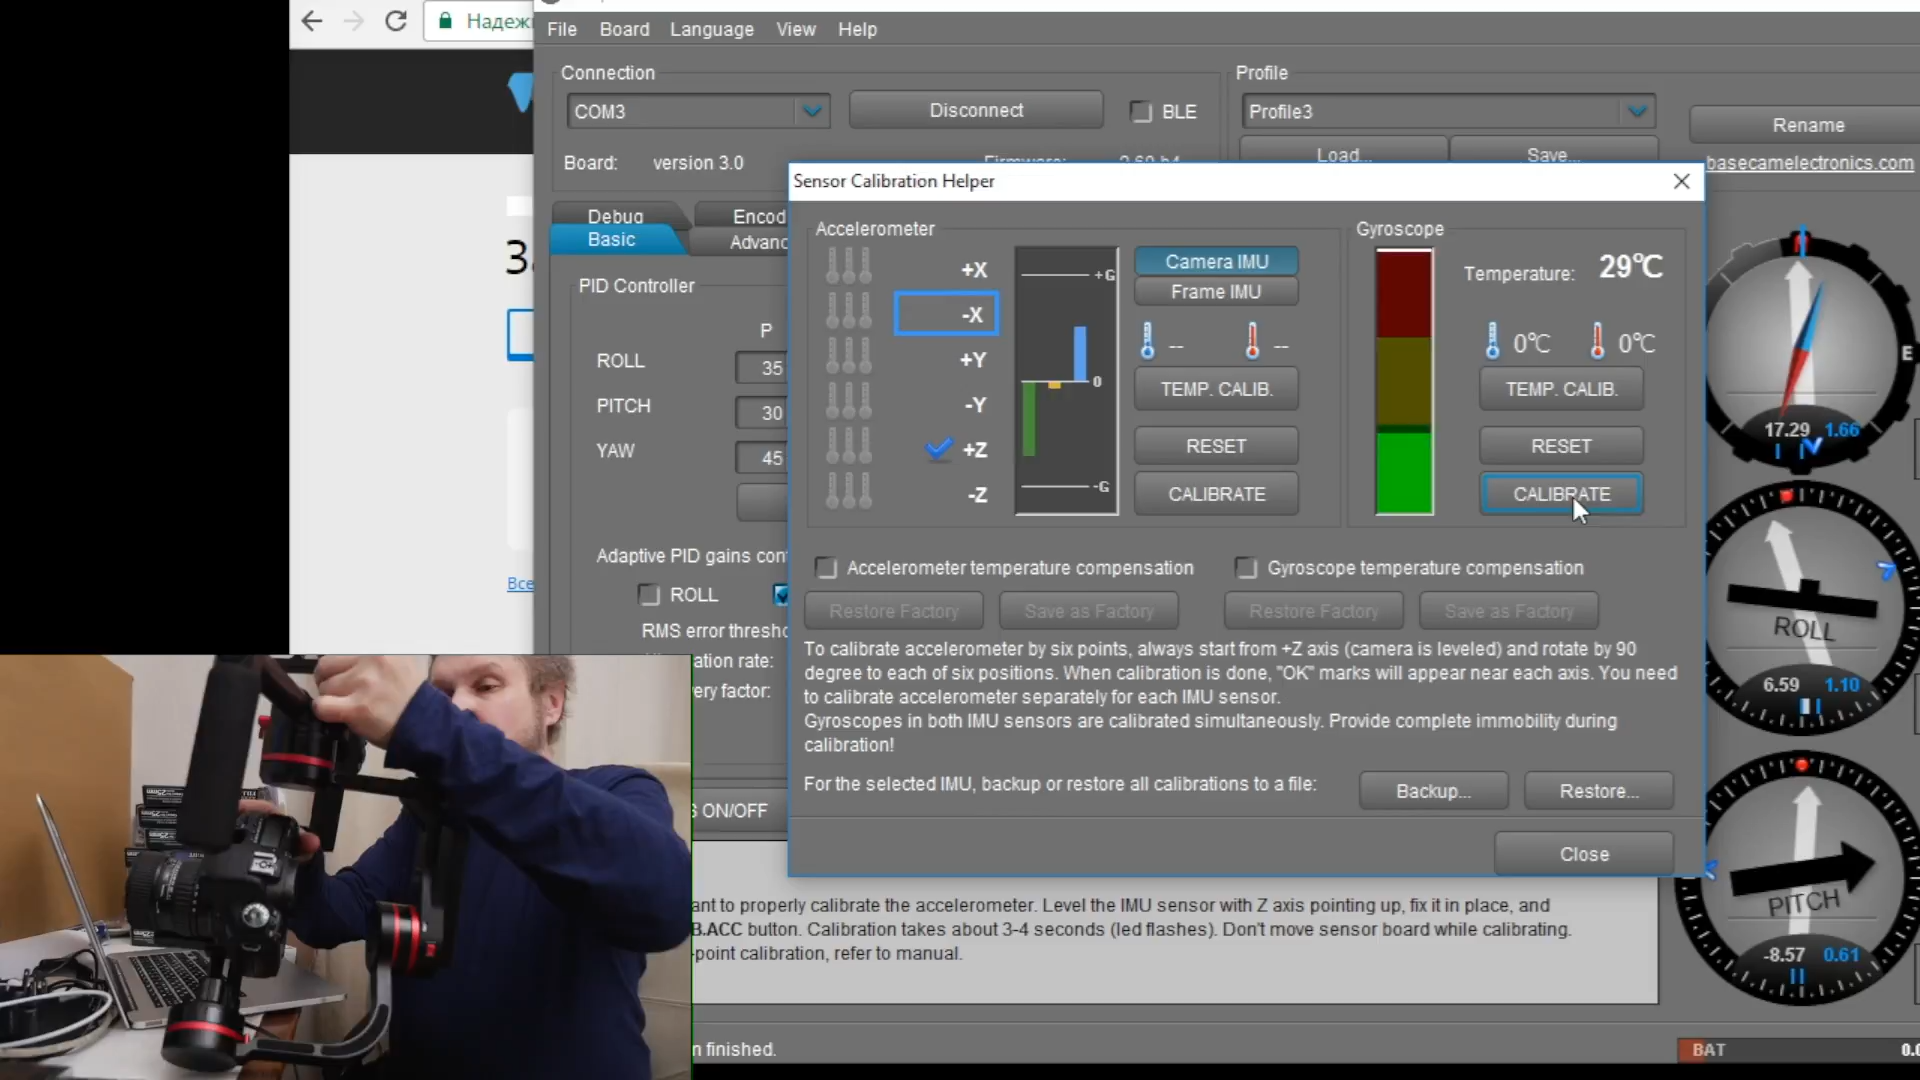 Надеж
File Board Language View Help
Connection
COM3
Disconnect
BLE
Board: version 3.0
Profile
Profile3
Rename
Load...
Save...
basecamelectronics.com
Debug
Encod
Basic
Advanc
PID Controller
P
ROLL 35
PITCH 30
YAW 45
Adaptive PID gains con
ROLL
RMS error thresho
ation rate:
ery factor:
ON/OFF
Все
Sensor Calibration Helper
Accelerometer
+X
-X
+Y
-Y
+Z
-Z
+G
0
-G
Camera IMU
Frame IMU
-- --
TEMP. CALIB.
RESET
CALIBRATE
Gyroscope
Temperature: 29℃
0℃ 0℃
TEMP. CALIB.
RESET
CALIBRATE
Accelerometer temperature compensation
Gyroscope temperature compensation
Restore Factory
Save as Factory
Restore Factory
Save as Factory
To calibrate accelerometer by six points, always start from +Z axis (camera is leveled) and rotate by 90
degree to each of six positions. When calibration is done, "OK" marks will appear near each axis. You need
to calibrate accelerometer separately for each IMU sensor.
Gyroscopes in both IMU sensors are calibrated simultaneously. Provide complete immobility during
calibration!
For the selected IMU, backup or restore all calibrations to a file:
Backup...
Restore...
Close
ant to properly calibrate the accelerometer. Level the IMU sensor with Z axis pointing up, fix it in place, and
B.ACC button. Calibration takes about 3-4 seconds (led flashes). Don't move sensor board while calibrating.
-point calibration, refer to manual.
n finished.
E
17.29 1.66
ROLL
6.59 1.10
PITCH
-8.57 0.61
BAT 0.0